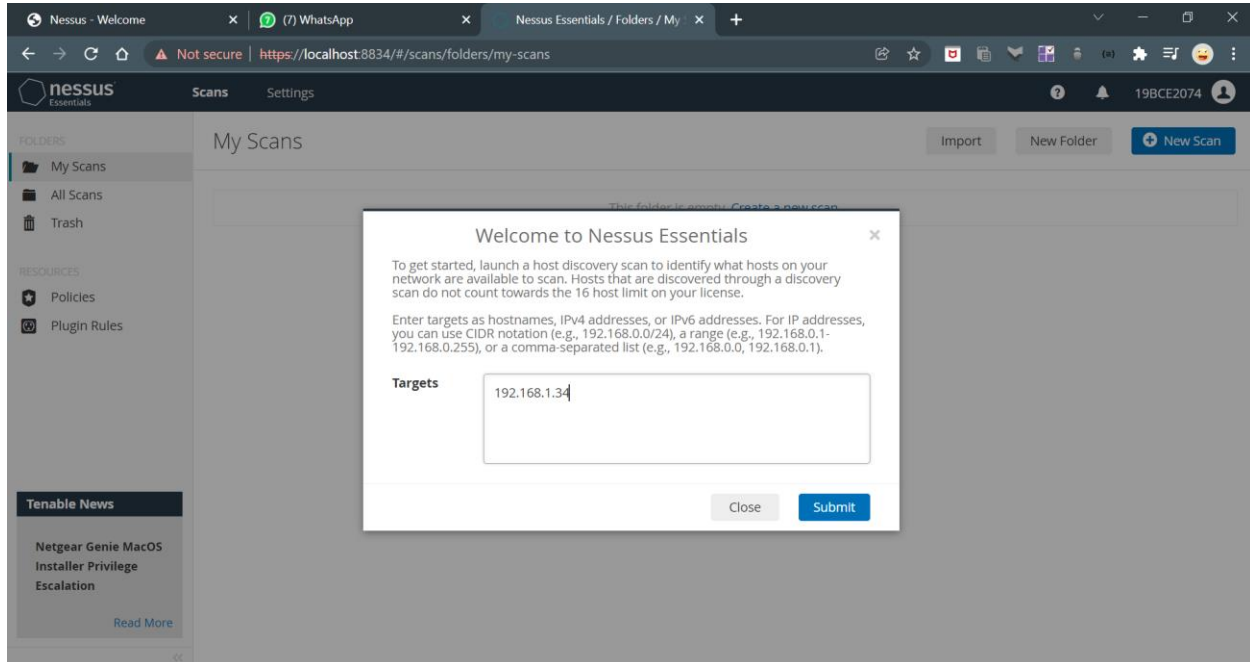 Nessus - Welcome
(7) WhatsApp
Nessus Essentials / Folders / My S
Not secure
https://localhost:8834/#/scans/folders/my-scans
nessus
Essentials
Scans
Settings
19BCE2074
FOLDERS
My Scans
All Scans
Trash
RESOURCES
Policies
Plugin Rules
My Scans
Import
New Folder
New Scan
This folder is empty. Create a new scan.
Welcome to Nessus Essentials
To get started, launch a host discovery scan to identify what hosts on your
network are available to scan. Hosts that are discovered through a discovery
scan do not count towards the 16 host limit on your license.
Enter targets as hostnames, IPv4 addresses, or IPv6 addresses. For IP addresses,
you can use CIDR notation (e.g., 192.168.0.0/24), a range (e.g., 192.168.0.1-
192.168.0.255), or a comma-separated list (e.g., 192.168.0.0, 192.168.0.1).
Targets
192.168.1.34
Close
Submit
Tenable News
Netgear Genie MacOS
Installer Privilege
Escalation
Read More